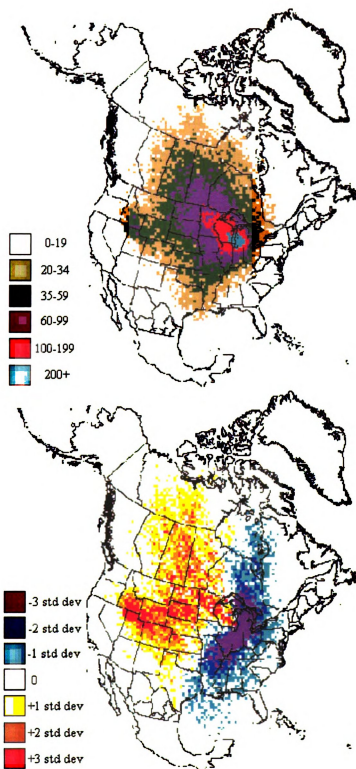 0-19
20-34
35-59
60-99
100-199
200+
-3 std dev
-2 std dev
-1 std dev
0
+1 std dev
+2 std dev
+3 std dev